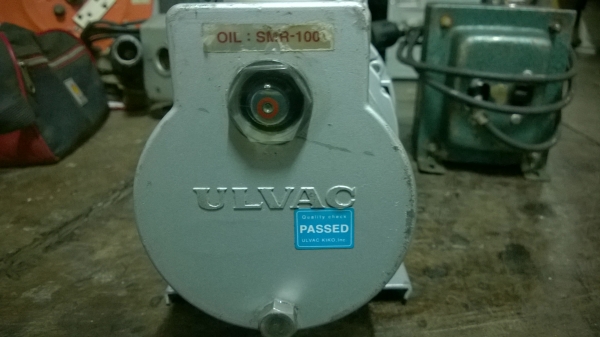 OIL : SMR-100
ULVAC
Quality check
PASSED
ULVAC KIKO, Inc.